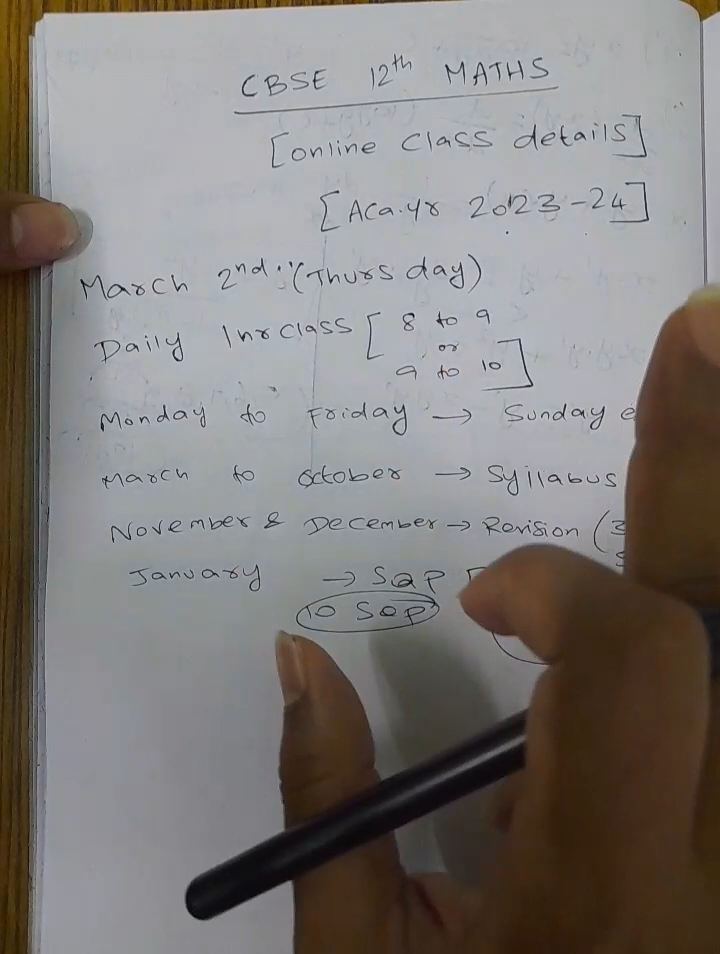 CBSE 12th MATHS
[online class details]
[Aca.yr 2023-24]
March 2nd. (Thursday)
Daily 1hr class [8 to 9
or
9 to 10]
Monday to Friday → Sunday
March to october → Syllabus
November & December → Revision (3
January → SQP [
10 SQP